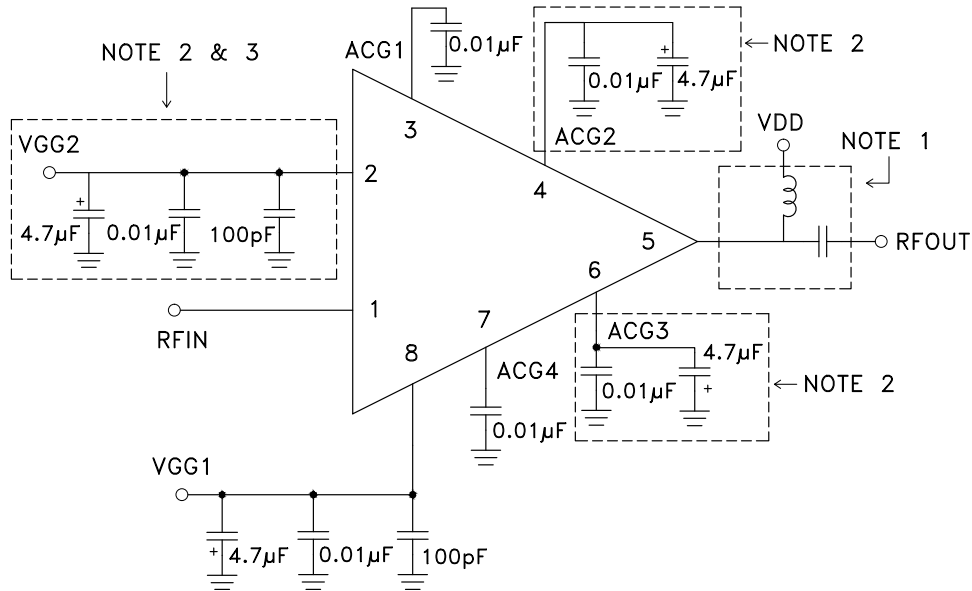 NOTE 2 & 3
ACG1
0.01µF
NOTE 2
0.01µF
4.7µF
ACG2
VDD
NOTE 1
VGG2
3
2
4
4.7µF
0.01µF
100pF
5
RFOUT
6
RFIN
1
7
8
ACG3
4.7µF
ACG4
0.01µF
NOTE 2
0.01µF
VGG1
4.7µF
0.01µF
100pF